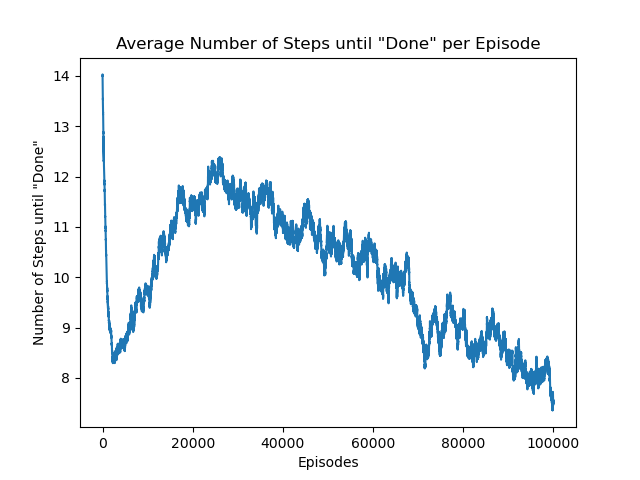 Average Number of Steps until "Done" per Episode
Number of Steps until "Done"
14
13
12
11
10
9
8
0 20000 40000 60000 80000 100000
Episodes